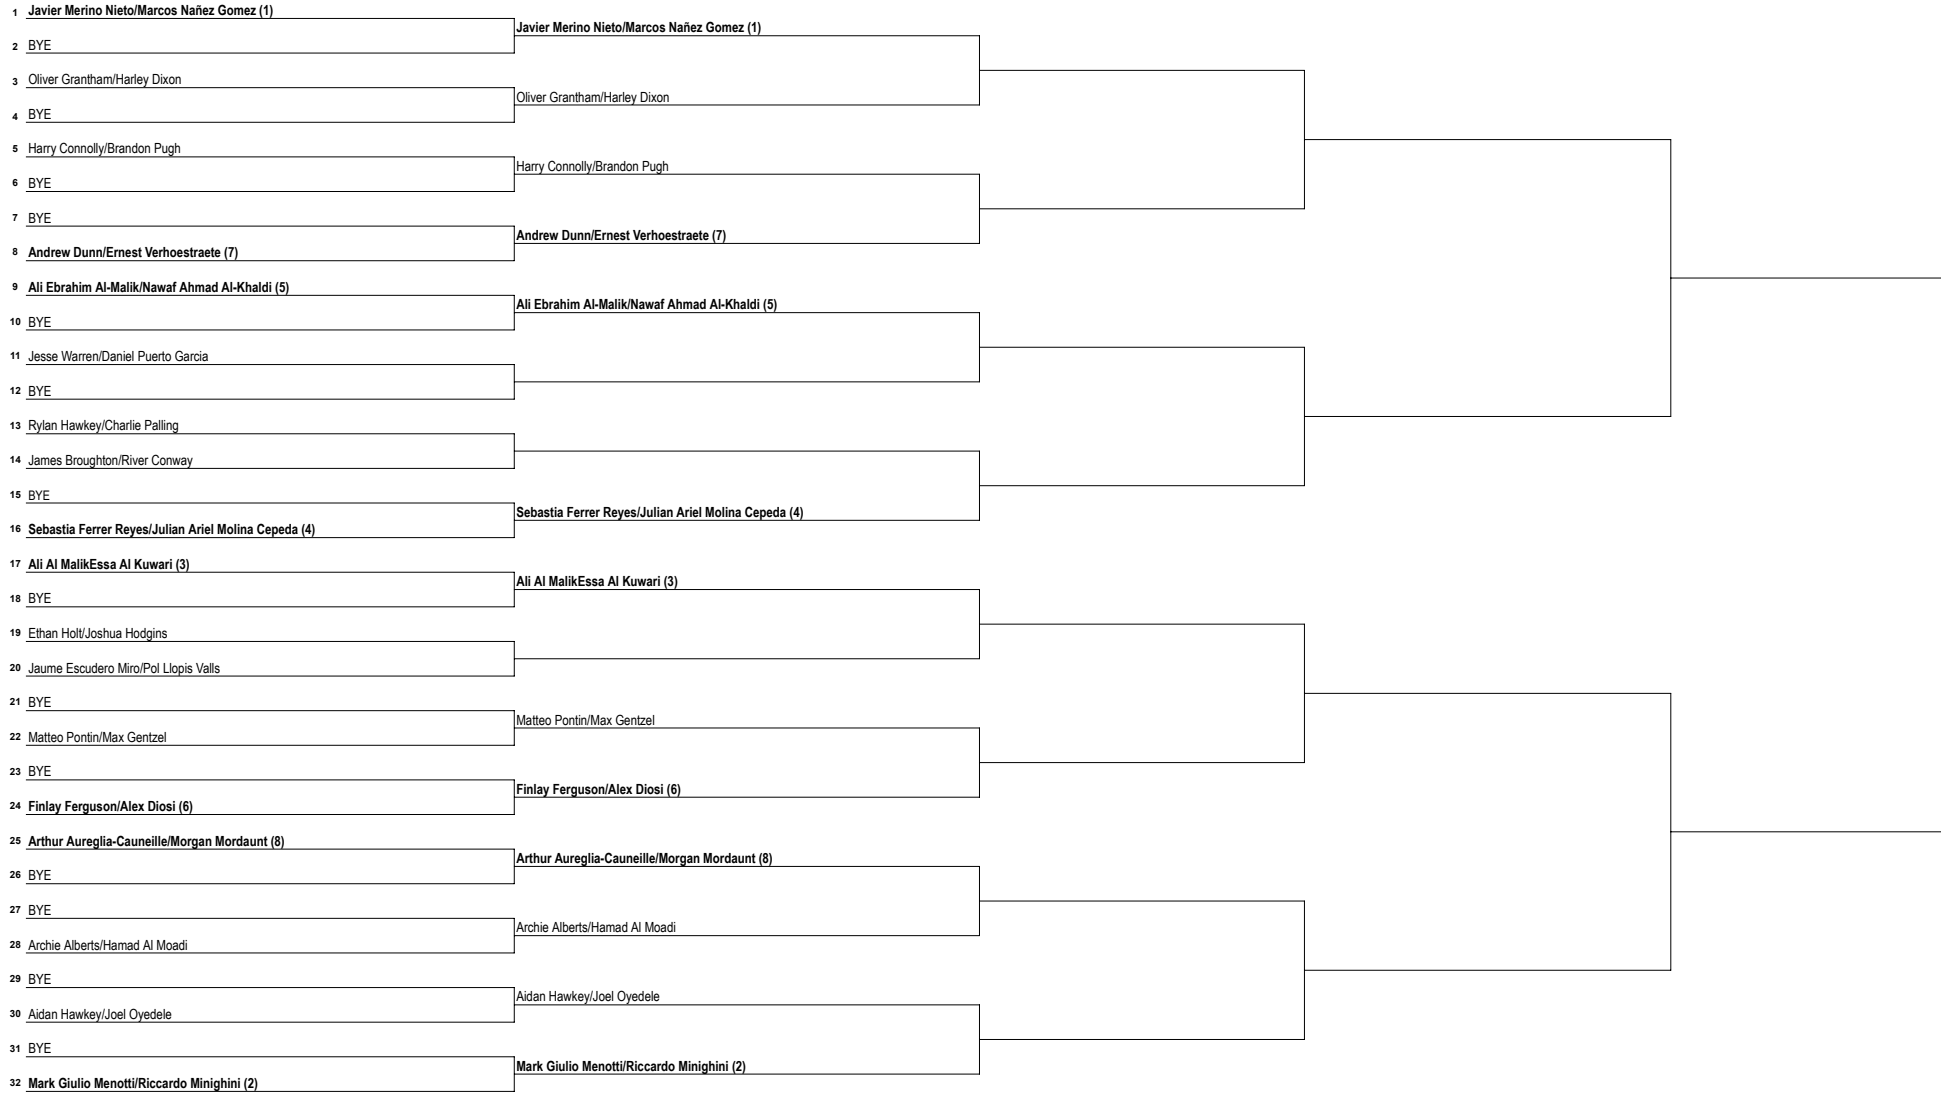 1 Javier Merino Nieto/Marcos Nañez Gomez (1)
Javier Merino Nieto/Marcos Nañez Gomez (1)
2 BYE
3 Oliver Grantham/Harley Dixon
Oliver Grantham/Harley Dixon
4 BYE
5 Harry Connolly/Brandon Pugh
Harry Connolly/Brandon Pugh
6 BYE
7 BYE
Andrew Dunn/Ernest Verhoestraete (7)
8 Andrew Dunn/Ernest Verhoestraete (7)
9 Ali Ebrahim Al-Malik/Nawaf Ahmad Al-Khaldi (5)
Ali Ebrahim Al-Malik/Nawaf Ahmad Al-Khaldi (5)
10 BYE
11 Jesse Warren/Daniel Puerto Garcia
12 BYE
13 Rylan Hawkey/Charlie Palling
14 James Broughton/River Conway
15 BYE
Sebastia Ferrer Reyes/Julian Ariel Molina Cepeda (4)
16 Sebastia Ferrer Reyes/Julian Ariel Molina Cepeda (4)
17 Ali Al MalikEssa Al Kuwari (3)
Ali Al MalikEssa Al Kuwari (3)
18 BYE
19 Ethan Holt/Joshua Hodgins
20 Jaume Escudero Miro/Pol Llopis Valls
21 BYE
Matteo Pontin/Max Gentzel
22 Matteo Pontin/Max Gentzel
23 BYE
Finlay Ferguson/Alex Diosi (6)
24 Finlay Ferguson/Alex Diosi (6)
25 Arthur Aureglia-Cauneille/Morgan Mordaunt (8)
Arthur Aureglia-Cauneille/Morgan Mordaunt (8)
26 BYE
27 BYE
Archie Alberts/Hamad Al Moadi
28 Archie Alberts/Hamad Al Moadi
29 BYE
Aidan Hawkey/Joel Oyedele
30 Aidan Hawkey/Joel Oyedele
31 BYE
Mark Giulio Menotti/Riccardo Minighini (2)
32 Mark Giulio Menotti/Riccardo Minighini (2)